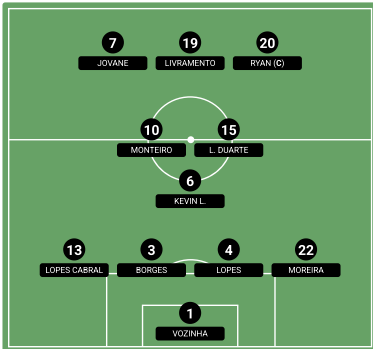 7 19 20
JOVANE LIVRAMENTO RYAN (C)
10 15
MONTEIRO L. DUARTE
6
KEVIN L.
13 3 4 22
LOPES CABRAL BORGES LOPES MOREIRA
1
VOZINHA